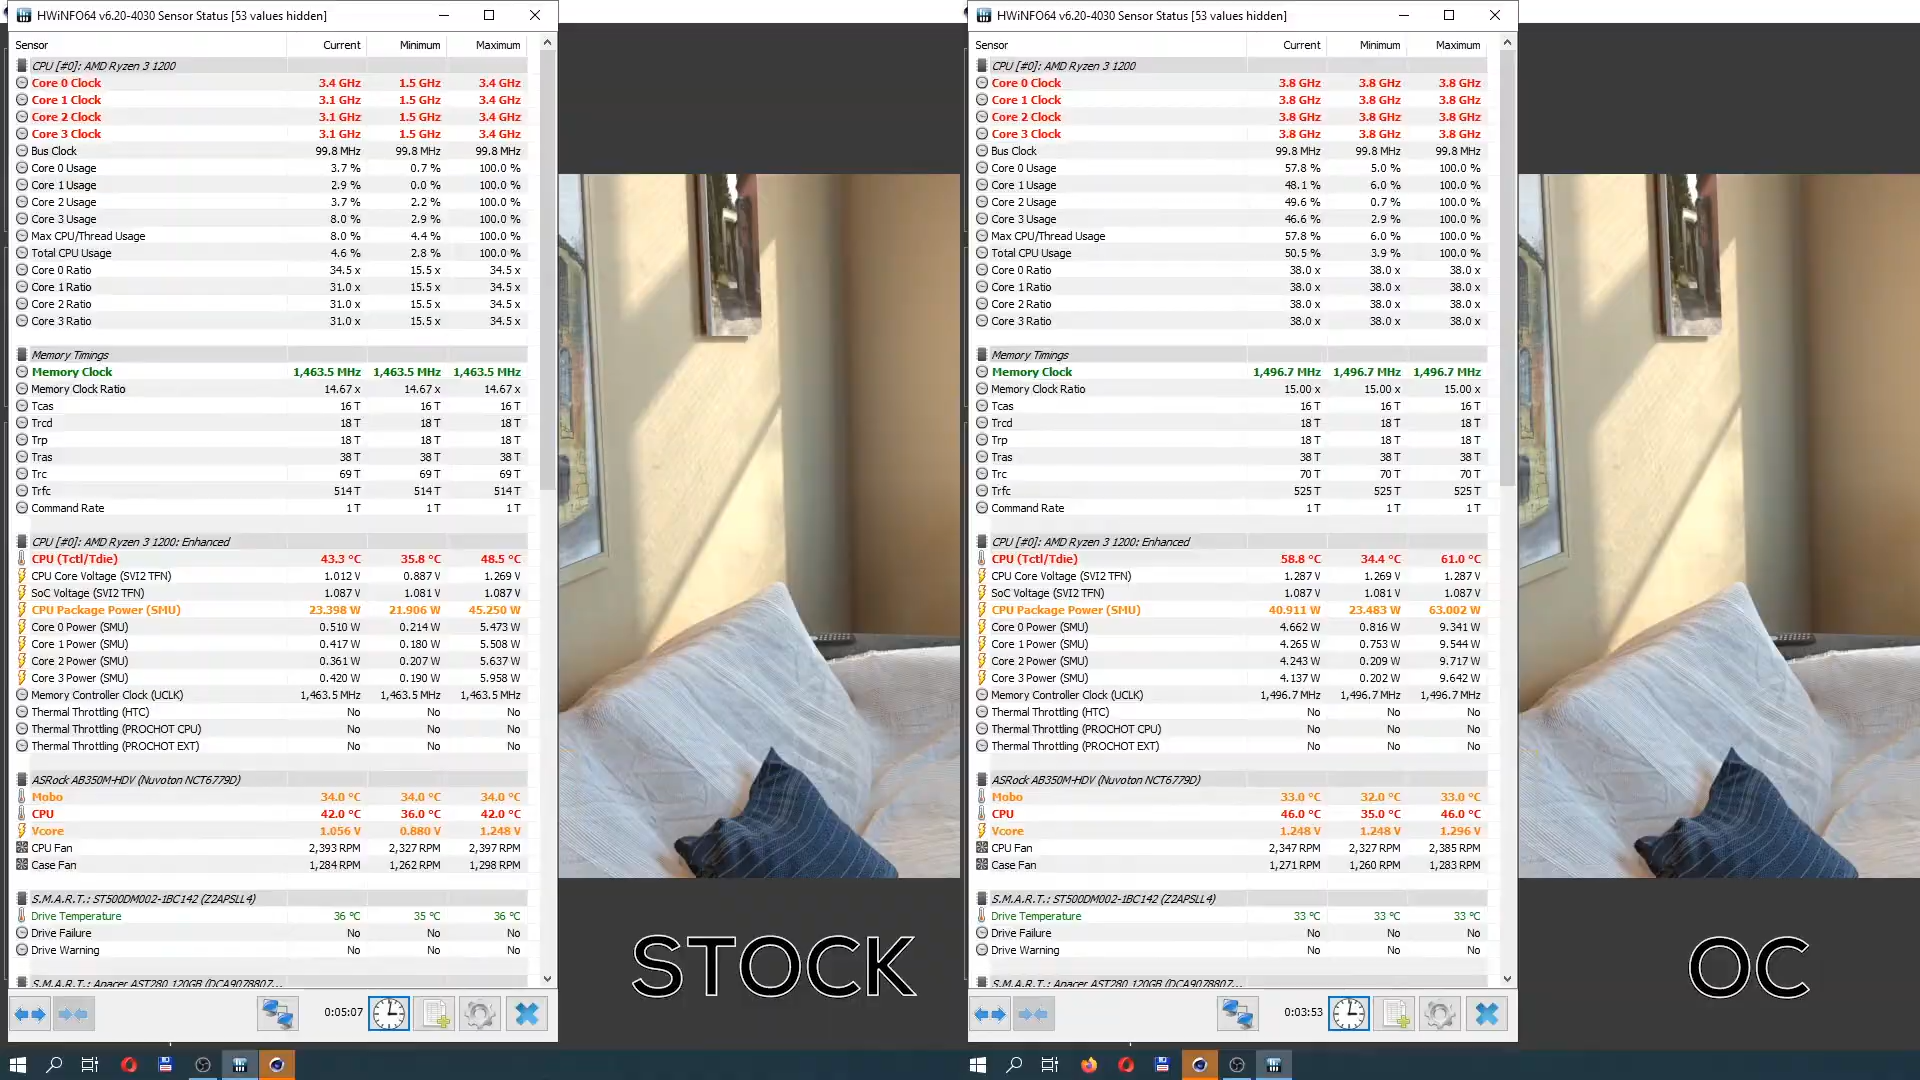 HWiNFO64 v6.20-4030 Sensor Status [53 values hidden]
Sensor Current Minimum Maximum
CPU [#0]: AMD Ryzen 3 1200
Core 0 Clock 3.4 GHz 1.5 GHz 3.4 GHz
Core 1 Clock 3.1 GHz 1.5 GHz 3.4 GHz
Core 2 Clock 3.1 GHz 1.5 GHz 3.4 GHz
Core 3 Clock 3.1 GHz 1.5 GHz 3.4 GHz
Bus Clock 99.8 MHz 99.8 MHz 99.8 MHz
Core 0 Usage 3.7 % 0.7 % 100.0 %
Core 1 Usage 2.9 % 0.0 % 100.0 %
Core 2 Usage 3.7 % 2.2 % 100.0 %
Core 3 Usage 8.0 % 2.9 % 100.0 %
Max CPU/Thread Usage 8.0 % 4.4 % 100.0 %
Total CPU Usage 4.6 % 2.8 % 100.0 %
Core 0 Ratio 34.5 x 15.5 x 34.5 x
Core 1 Ratio 31.0 x 15.5 x 34.5 x
Core 2 Ratio 31.0 x 15.5 x 34.5 x
Core 3 Ratio 31.0 x 15.5 x 34.5 x
Memory Timings
Memory Clock 1,463.5 MHz 1,463.5 MHz 1,463.5 MHz
Memory Clock Ratio 14.67 x 14.67 x 14.67 x
Tcas 16 T 16 T 16 T
Trcd 18 T 18 T 18 T
Trp 18 T 18 T 18 T
Tras 38 T 38 T 38 T
Trc 69 T 69 T 69 T
Trfc 514 T 514 T 514 T
Command Rate 1 T 1 T 1 T
CPU [#0]: AMD Ryzen 3 1200: Enhanced
CPU (Tctl/Tdie) 43.3 °C 35.8 °C 48.5 °C
CPU Core Voltage (SVI2 TFN) 1.012 V 0.887 V 1.269 V
SoC Voltage (SVI2 TFN) 1.087 V 1.081 V 1.087 V
CPU Package Power (SMU) 23.398 W 21.906 W 45.250 W
Core 0 Power (SMU) 0.510 W 0.214 W 5.473 W
Core 1 Power (SMU) 0.417 W 0.180 W 5.508 W
Core 2 Power (SMU) 0.361 W 0.207 W 5.637 W
Core 3 Power (SMU) 0.420 W 0.190 W 5.958 W
Memory Controller Clock (UCLK) 1,463.5 MHz 1,463.5 MHz 1,463.5 MHz
Thermal Throttling (HTC) No No No
Thermal Throttling (PROCHOT CPU) No No No
Thermal Throttling (PROCHOT EXT) No No No
ASRock AB350M-HDV (Nuvoton NCT6779D)
Mobo 34.0 °C 34.0 °C 34.0 °C
CPU 42.0 °C 36.0 °C 42.0 °C
Vcore 1.056 V 0.880 V 1.248 V
CPU Fan 2,393 RPM 2,327 RPM 2,397 RPM
Case Fan 1,284 RPM 1,262 RPM 1,298 RPM
S.M.A.R.T.: ST500DM002-1BC142 (Z2APSLL4)
Drive Temperature 36 °C 35 °C 36 °C
Drive Failure No No No
Drive Warning No No No
S.M.A.R.T.: Apacer AST280 120GB (DCA9078807...
0:05:07
STOCK
HWiNFO64 v6.20-4030 Sensor Status [53 values hidden]
Sensor Current Minimum Maximum
CPU [#0]: AMD Ryzen 3 1200
Core 0 Clock 3.8 GHz 3.8 GHz 3.8 GHz
Core 1 Clock 3.8 GHz 3.8 GHz 3.8 GHz
Core 2 Clock 3.8 GHz 3.8 GHz 3.8 GHz
Core 3 Clock 3.8 GHz 3.8 GHz 3.8 GHz
Bus Clock 99.8 MHz 99.8 MHz 99.8 MHz
Core 0 Usage 57.8 % 5.0 % 100.0 %
Core 1 Usage 48.1 % 6.0 % 100.0 %
Core 2 Usage 49.6 % 0.7 % 100.0 %
Core 3 Usage 46.6 % 2.9 % 100.0 %
Max CPU/Thread Usage 57.8 % 6.0 % 100.0 %
Total CPU Usage 50.5 % 3.9 % 100.0 %
Core 0 Ratio 38.0 x 38.0 x 38.0 x
Core 1 Ratio 38.0 x 38.0 x 38.0 x
Core 2 Ratio 38.0 x 38.0 x 38.0 x
Core 3 Ratio 38.0 x 38.0 x 38.0 x
Memory Timings
Memory Clock 1,496.7 MHz 1,496.7 MHz 1,496.7 MHz
Memory Clock Ratio 15.00 x 15.00 x 15.00 x
Tcas 16 T 16 T 16 T
Trcd 18 T 18 T 18 T
Trp 18 T 18 T 18 T
Tras 38 T 38 T 38 T
Trc 70 T 70 T 70 T
Trfc 525 T 525 T 525 T
Command Rate 1 T 1 T 1 T
CPU [#0]: AMD Ryzen 3 1200: Enhanced
CPU (Tctl/Tdie) 58.8 °C 34.4 °C 61.0 °C
CPU Core Voltage (SVI2 TFN) 1.287 V 1.269 V 1.287 V
SoC Voltage (SVI2 TFN) 1.087 V 1.081 V 1.087 V
CPU Package Power (SMU) 40.911 W 23.483 W 63.002 W
Core 0 Power (SMU) 4.662 W 0.816 W 9.341 W
Core 1 Power (SMU) 4.265 W 0.753 W 9.544 W
Core 2 Power (SMU) 4.243 W 0.209 W 9.717 W
Core 3 Power (SMU) 4.137 W 0.202 W 9.642 W
Memory Controller Clock (UCLK) 1,496.7 MHz 1,496.7 MHz 1,496.7 MHz
Thermal Throttling (HTC) No No No
Thermal Throttling (PROCHOT CPU) No No No
Thermal Throttling (PROCHOT EXT) No No No
ASRock AB350M-HDV (Nuvoton NCT6779D)
Mobo 33.0 °C 32.0 °C 33.0 °C
CPU 46.0 °C 35.0 °C 46.0 °C
Vcore 1.248 V 1.248 V 1.296 V
CPU Fan 2,347 RPM 2,327 RPM 2,385 RPM
Case Fan 1,271 RPM 1,260 RPM 1,283 RPM
S.M.A.R.T.: ST500DM002-1BC142 (Z2APSLL4)
Drive Temperature 33 °C 33 °C 33 °C
Drive Failure No No No
Drive Warning No No No
S.M.A.R.T.: Apacer AST280 120GB (DCA9078807...
0:03:53
OC